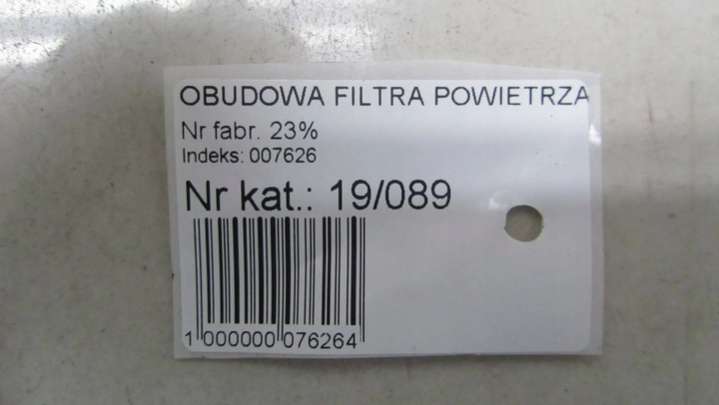 OBUDOWA FILTRA POWIETRZA
Nr fabr. 23%
Indeks: 007626
Nr kat.: 19/089
1 000000 076264